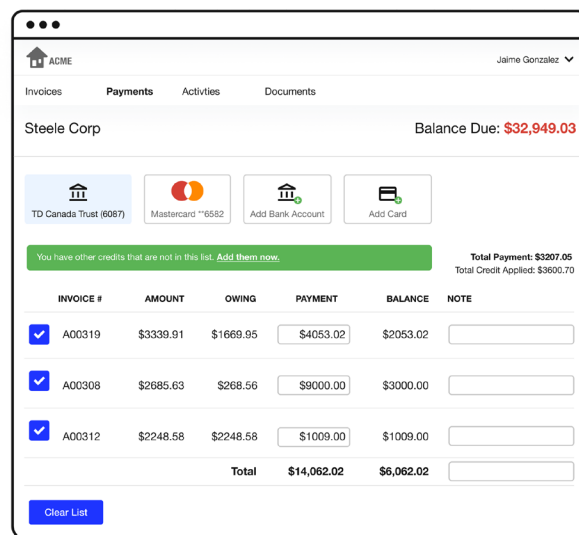 ACME
Jaime Gonzalez
Invoices Payments Activties Documents
Steele Corp Balance Due: $32,949.03
TD Canada Trust (6087) Mastercard **6582 Add Bank Account Add Card
You have other credits that are not in this list. Add them now.
Total Payment: $3207.05
Total Credit Applied: $3600.70
INVOICE # AMOUNT OWING PAYMENT BALANCE NOTE
A00319 $3339.91 $1669.95 $4053.02 $2053.02
A00308 $2685.63 $268.56 $9000.00 $3000.00
A00312 $2248.58 $2248.58 $1009.00 $1009.00
Total $14,062.02 $6,062.02
Clear List